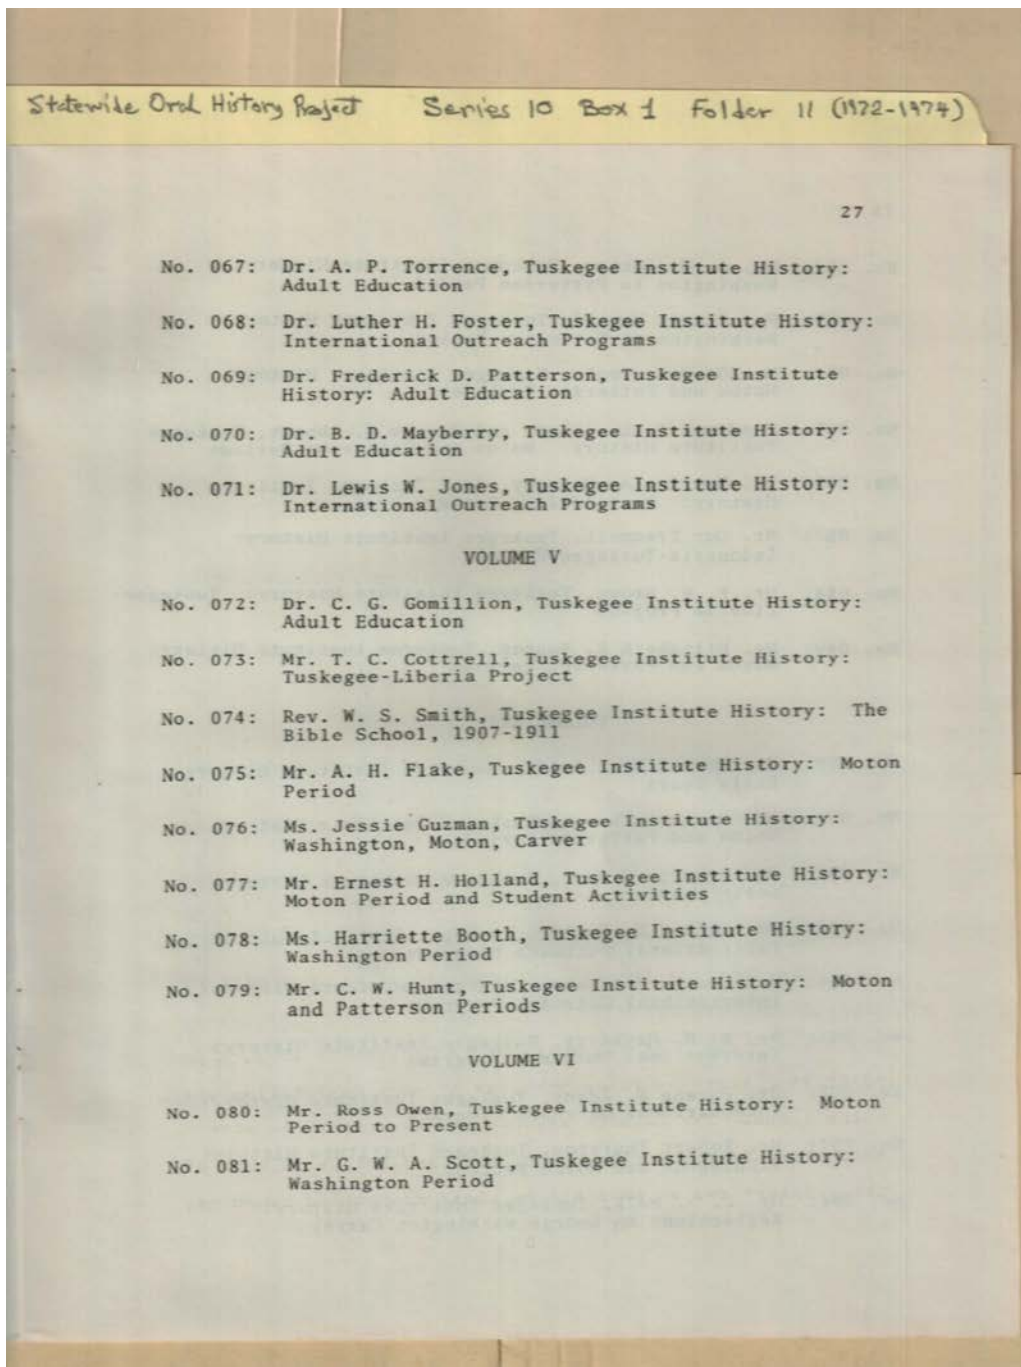 Statewide Oral History Project Series 10 Box 1 Folder 11 (1972-1974)
27
No. 067: Dr. A. P. Torrence, Tuskegee Institute History:
Adult Education
No. 068: Dr. Luther H. Foster, Tuskegee Institute History:
International Outreach Programs
No. 069: Dr. Frederick D. Patterson, Tuskegee Institute
History: Adult Education
No. 070: Dr. B. D. Mayberry, Tuskegee Institute History:
Adult Education
No. 071: Dr. Lewis W. Jones, Tuskegee Institute History:
International Outreach Programs
VOLUME V
No. 072: Dr. C. G. Gomillion, Tuskegee Institute History:
Adult Education
No. 073: Mr. T. C. Cottrell, Tuskegee Institute History:
Tuskegee-Liberia Project
No. 074: Rev. W. S. Smith, Tuskegee Institute History: The
Bible School, 1907-1911
No. 075: Mr. A. H. Flake, Tuskegee Institute History: Moton
Period
No. 076: Ms. Jessie Guzman, Tuskegee Institute History:
Washington, Moton, Carver
No. 077: Mr. Ernest H. Holland, Tuskegee Institute History:
Moton Period and Student Activities
No. 078: Ms. Harriette Booth, Tuskegee Institute History:
Washington Period
No. 079: Mr. C. W. Hunt, Tuskegee Institute History: Moton
and Patterson Periods
VOLUME VI
No. 080: Mr. Ross Owen, Tuskegee Institute History: Moton
Period to Present
No. 081: Mr. G. W. A. Scott, Tuskegee Institute History:
Washington Period